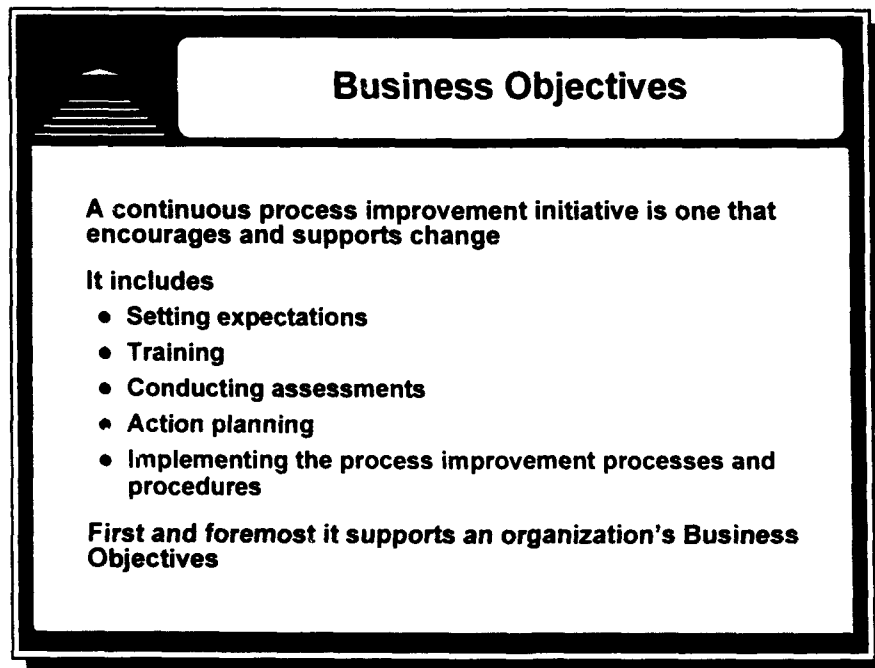 Business Objectives
A continuous process improvement initiative is one that
encourages and supports change
It includes
● Setting expectations
● Training
● Conducting assessments
● Action planning
● Implementing the process improvement processes and
procedures
First and foremost it supports an organization's Business
Objectives